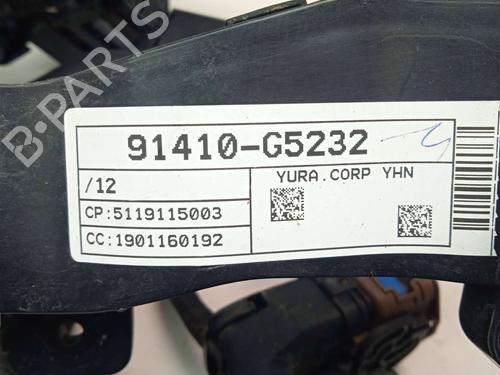 B-PARTS
91410-G5232
/12
YURA.CORP YHN
CP:5119115003
CC:1901160192